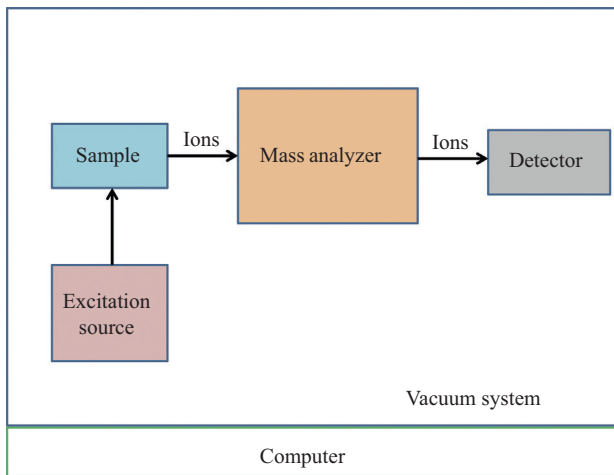 Sample
Ions
Mass analyzer
Ions
Detector
Excitation
source
Vacuum system
Computer